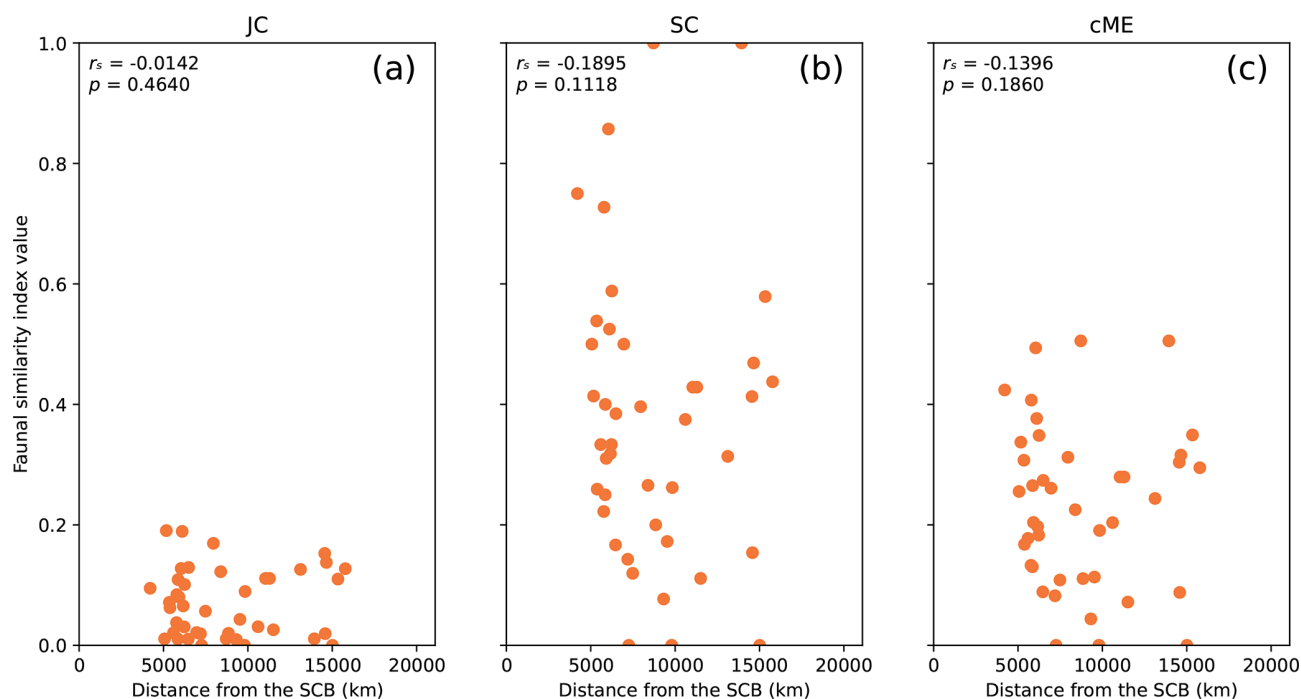 JC
SC
cME
Faunal similarity index value
1.0
0.8
0.6
0.4
0.2
0.0
rₛ = -0.0142
p = 0.4640
(a)
rₛ = -0.1895
p = 0.1118
(b)
rₛ = -0.1396
p = 0.1860
(c)
0 5000 10000 15000 20000
0 5000 10000 15000 20000
0 5000 10000 15000 20000
Distance from the SCB (km)
Distance from the SCB (km)
Distance from the SCB (km)